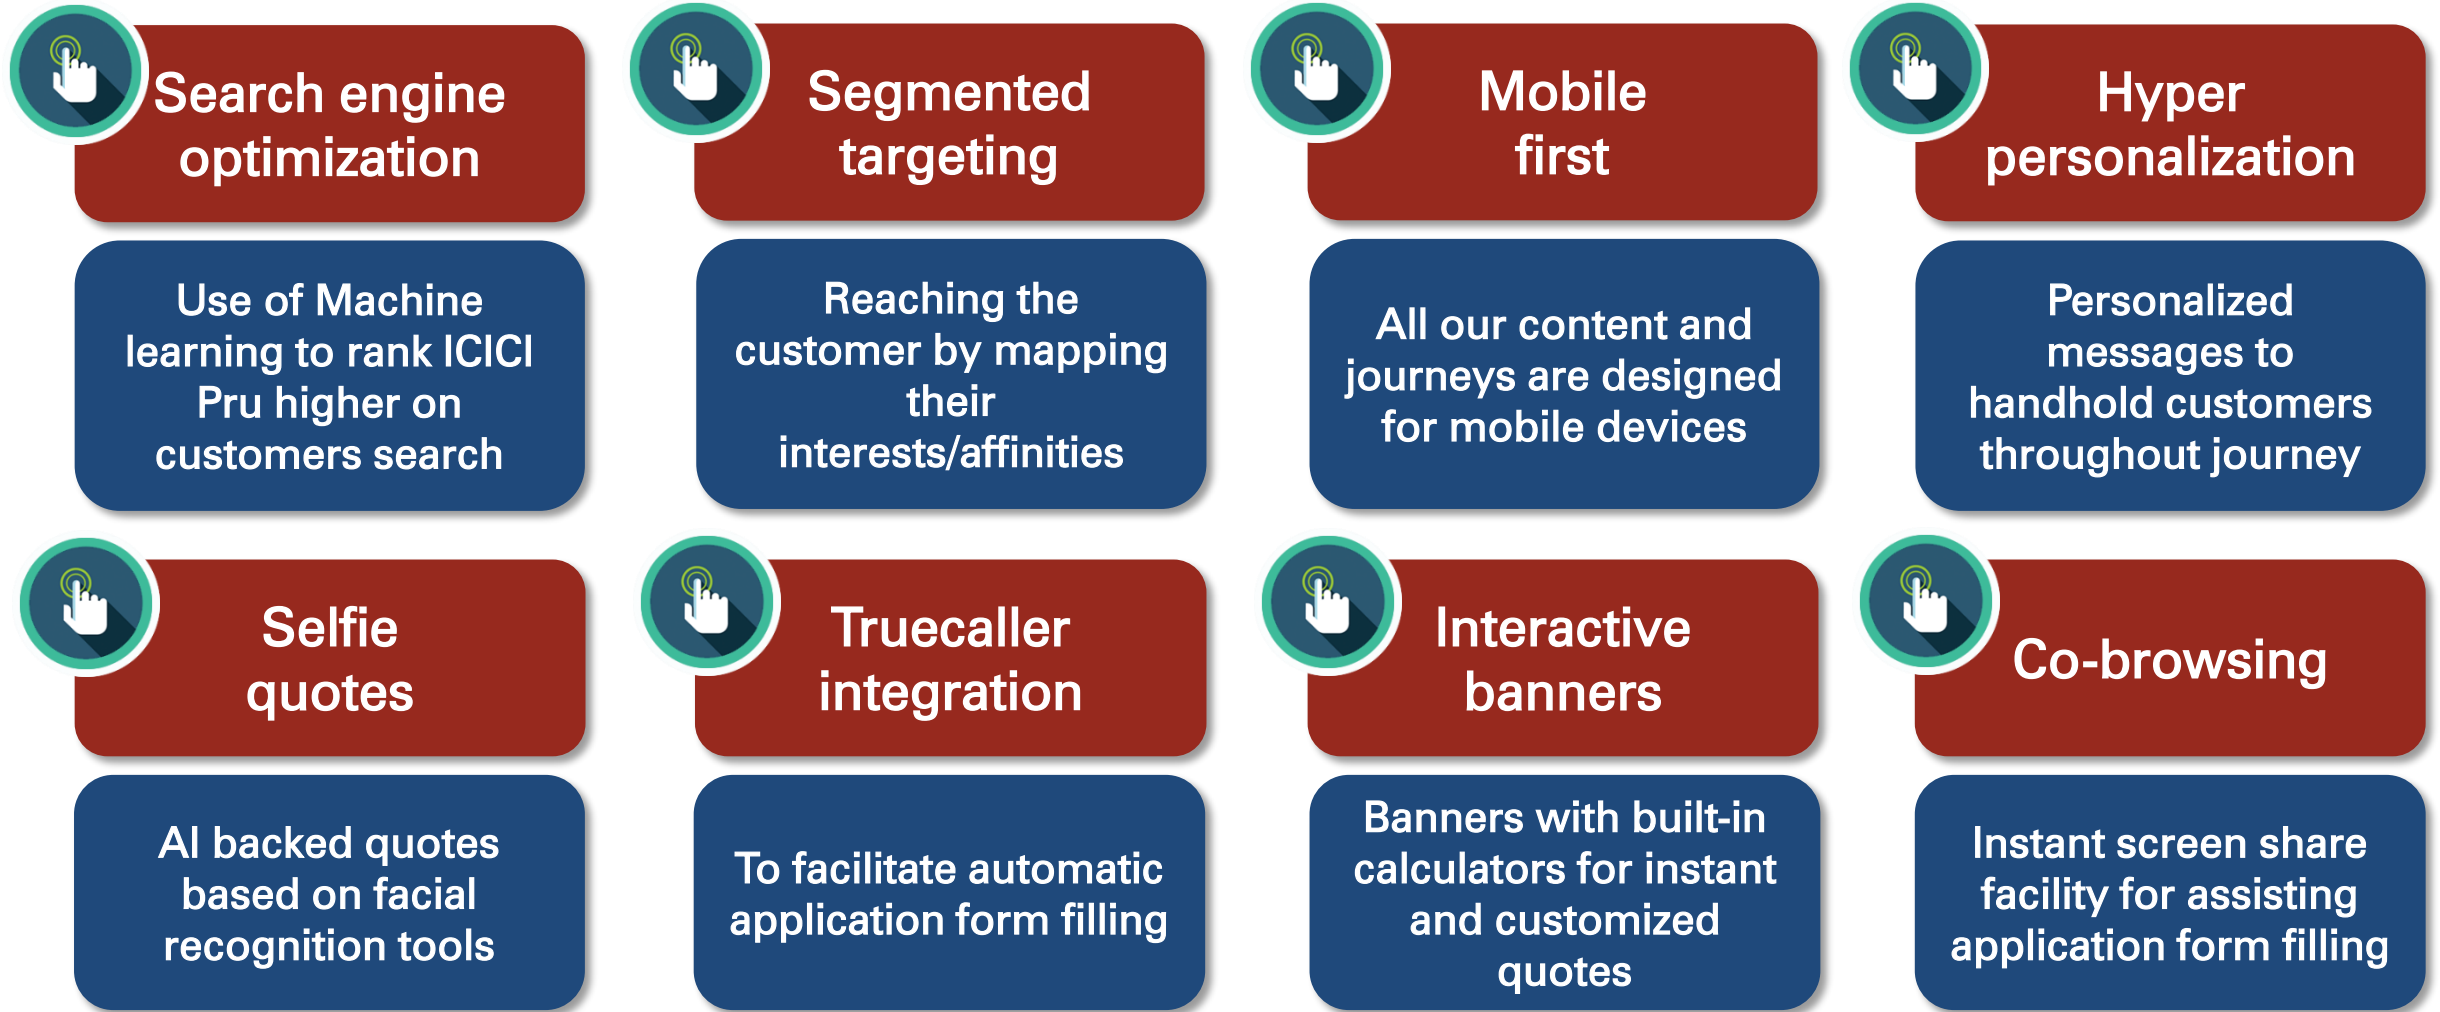 Search engine
optimization
Use of Machine
learning to rank ICICI
Pru higher on
customers search
Segmented
targeting
Reaching the
customer by mapping
their
interests/affinities
Mobile
first
All our content and
journeys are designed
for mobile devices
Hyper
personalization
Personalized
messages to
handhold customers
throughout journey
Selfie
quotes
AI backed quotes
based on facial
recognition tools
Truecaller
integration
To facilitate automatic
application form filling
Interactive
banners
Banners with built-in
calculators for instant
and customized
quotes
Co-browsing
Instant screen share
facility for assisting
application form filling